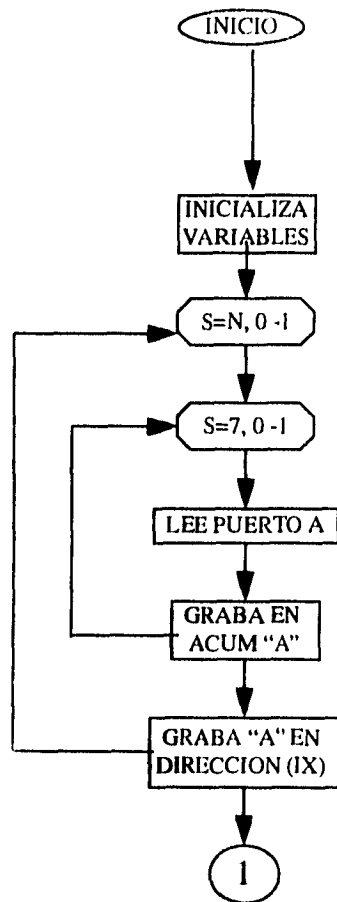 INICIO
INICIALIZA
VARIABLES
S=N, 0 -1
S=7, 0 -1
LEE PUERTO A
GRABA EN
ACUM “A”
GRABA “A” EN
DIRECCION (IX)
1